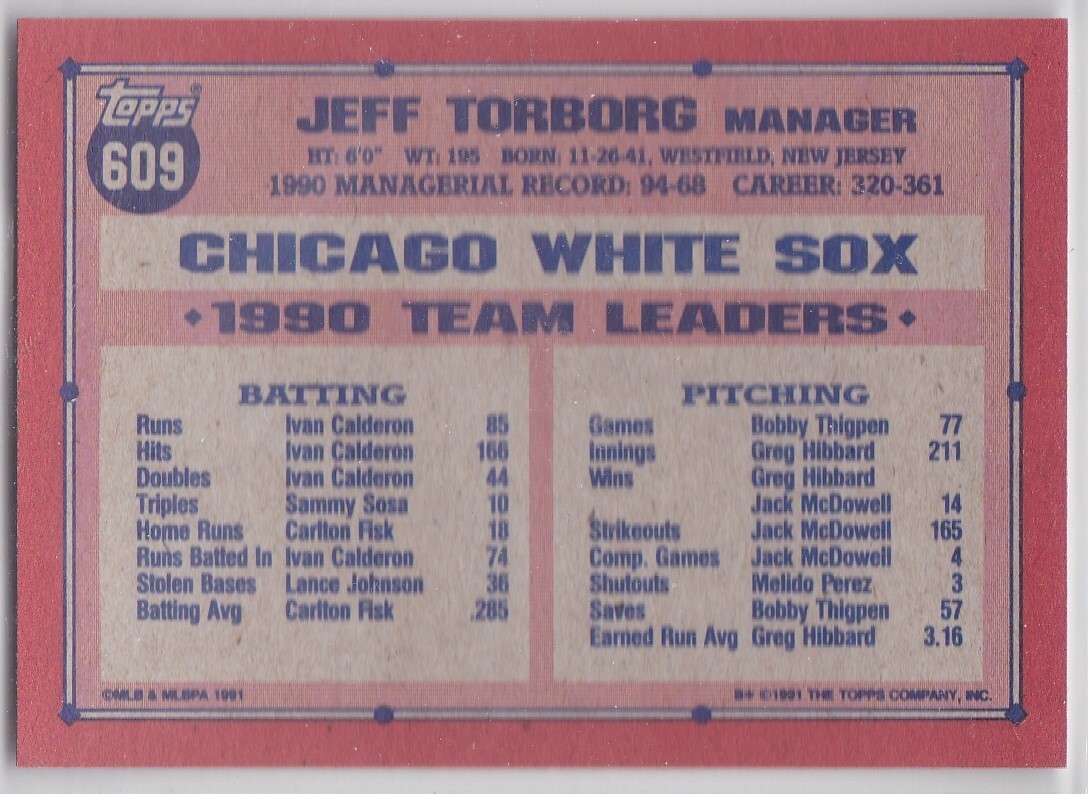 Topps®
609
JEFF TORBORG MANAGER
HT: 6'0" WT: 195 BORN: 11-26-41, WESTFIELD, NEW JERSEY
1990 MANAGERIAL RECORD: 94-68 CAREER: 320-361
CHICAGO WHITE SOX
1990 TEAM LEADERS
BATTING
Runs Ivan Calderon 85
Hits Ivan Calderon 166
Doubles Ivan Calderon 44
Triples Sammy Sosa 10
Home Runs Carlton Fisk 18
Runs Batted In Ivan Calderon 74
Stolen Bases Lance Johnson 36
Batting Avg Carlton Fisk .285
PITCHING
Games Bobby Thigpen 77
Innings Greg Hibbard 211
Wins Greg Hibbard
Jack McDowell 14
Strikeouts Jack McDowell 165
Comp. Games Jack McDowell 4
Shutouts Melido Perez 3
Saves Bobby Thigpen 57
Earned Run Avg Greg Hibbard 3.16
©MLB & MLBPA 1991
B* ©1991 THE TOPPS COMPANY, INC.